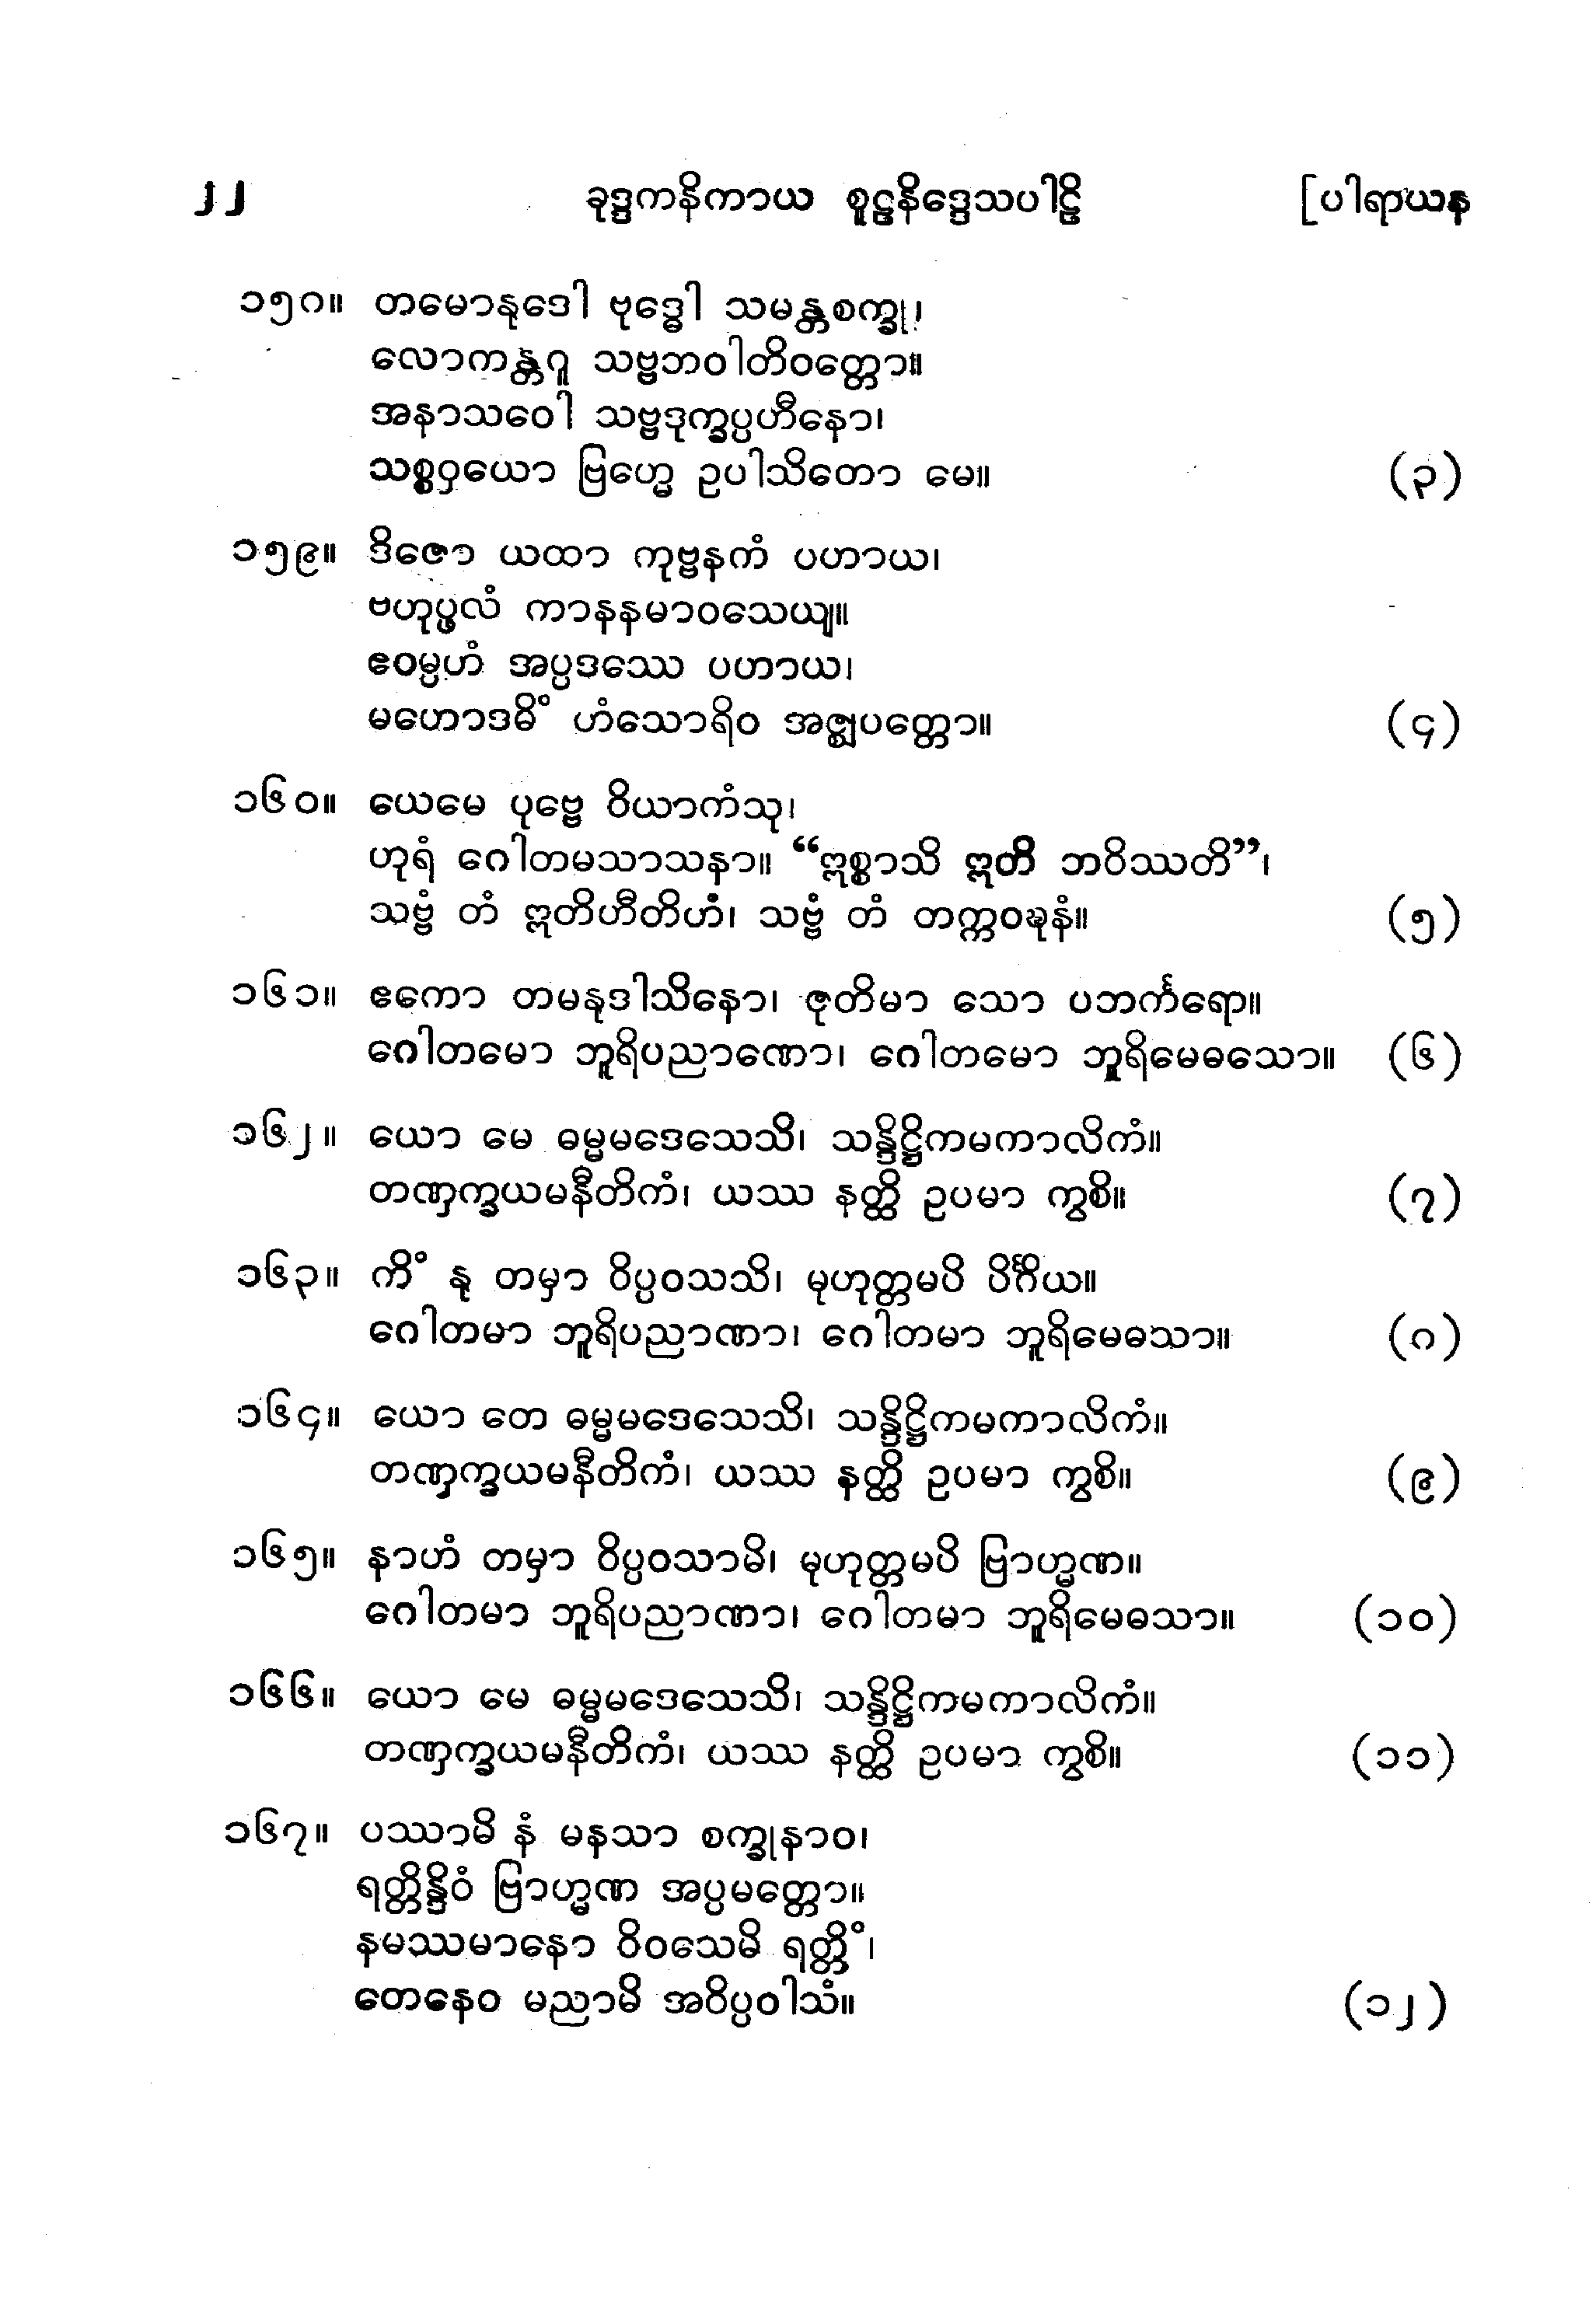 ၂၂ ခုဒ္ဒကနိကာယ စူဠနိဒ္ဒေသပါဠိ [ပါရာယန
၁၅၈။ တမောနုဒေါ ဗုဒ္ဓေါ သမန္တစက္ခု၊
လောကန္တဂူ သဗ္ဗဘဝါတိဝတ္တော။
အနာသဝေါ သဗ္ဗဒုက္ခပ္ပဟီနော၊
သစ္စဝှယော ဗြဟ္မေ ဥပါသိတော မေ။ (၃)
၁၅၉။ ဒိဇော ယထာ ကုဗ္ဗနကံ ပဟာယ၊
ဗဟုပ္ဖလံ ကာနနမာဝသေယျ။
ဧဝမ္ပဟံ အပ္ပဒဿေ ပဟာယ၊
မဟောဒဓိံ ဟံသောရိဝ အဇ္ဈပတ္တော။ (၄)
၁၆၀။ ယေမေ ပုဗ္ဗေ ဝိယာကံသု၊
ဟုရံ ဂေါတမသာသနာ။ “ဣစ္စာသိ ဣတိ ဘဝိဿတိ”၊
သဗ္ဗံ တံ ဣတိဟီတိဟံ၊ သဗ္ဗံ တံ တက္ကဝဍ္ဎနံ။ (၅)
၁၆၁။ ဧကော တမနုဒါသိနော၊ ဇုတိမာ သော ပဘင်္ကရော။
ဂေါတမော ဘူရိပညာဏော၊ ဂေါတမော ဘူရိမေဓသော။ (၆)
၁၆၂။ ယော မေ ဓမ္မမဒေသေသိ၊ သန္ဒိဋ္ဌိကမကာလိကံ။
တဏှက္ခယမနီတိကံ၊ ယဿ နတ္ထိ ဥပမာ ကွစိ။ (၇)
၁၆၃။ ကိံ နု တမှာ ဝိပ္ပဝသသိ၊ မုဟုတ္တမပိ ပိင်္ဂိယ။
ဂေါတမာ ဘူရိပညာဏာ၊ ဂေါတမာ ဘူရိမေဓသာ။ (၈)
၁၆၄။ ယော တေ ဓမ္မမဒေသေသိ၊ သန္ဒိဋ္ဌိကမကာလိကံ။
တဏှက္ခယမနီတိကံ၊ ယဿ နတ္ထိ ဥပမာ ကွစိ။ (၉)
၁၆၅။ နာဟံ တမှာ ဝိပ္ပဝသာမိ၊ မုဟုတ္တမပိ ဗြာဟ္မဏ။
ဂေါတမာ ဘူရိပညာဏာ၊ ဂေါတမာ ဘူရိမေဓသာ။ (၁၀)
၁၆၆။ ယော မေ ဓမ္မမဒေသေသိ၊ သန္ဒိဋ္ဌိကမကာလိကံ။
တဏှက္ခယမနီတိကံ၊ ယဿ နတ္ထိ ဥပမာ ကွစိ။ (၁၁)
၁၆၇။ ပဿာမိ နံ မနသာ စက္ခုနာဝ၊
ရတ္တိန္ဒိဝံ ဗြာဟ္မဏ အပ္ပမတ္တော။
နမဿမာနော ဝိဝသေမိ ရတ္တိံ၊
တေနေဝ မညာမိ အဝိပ္ပဝါသံ။ (၁၂)